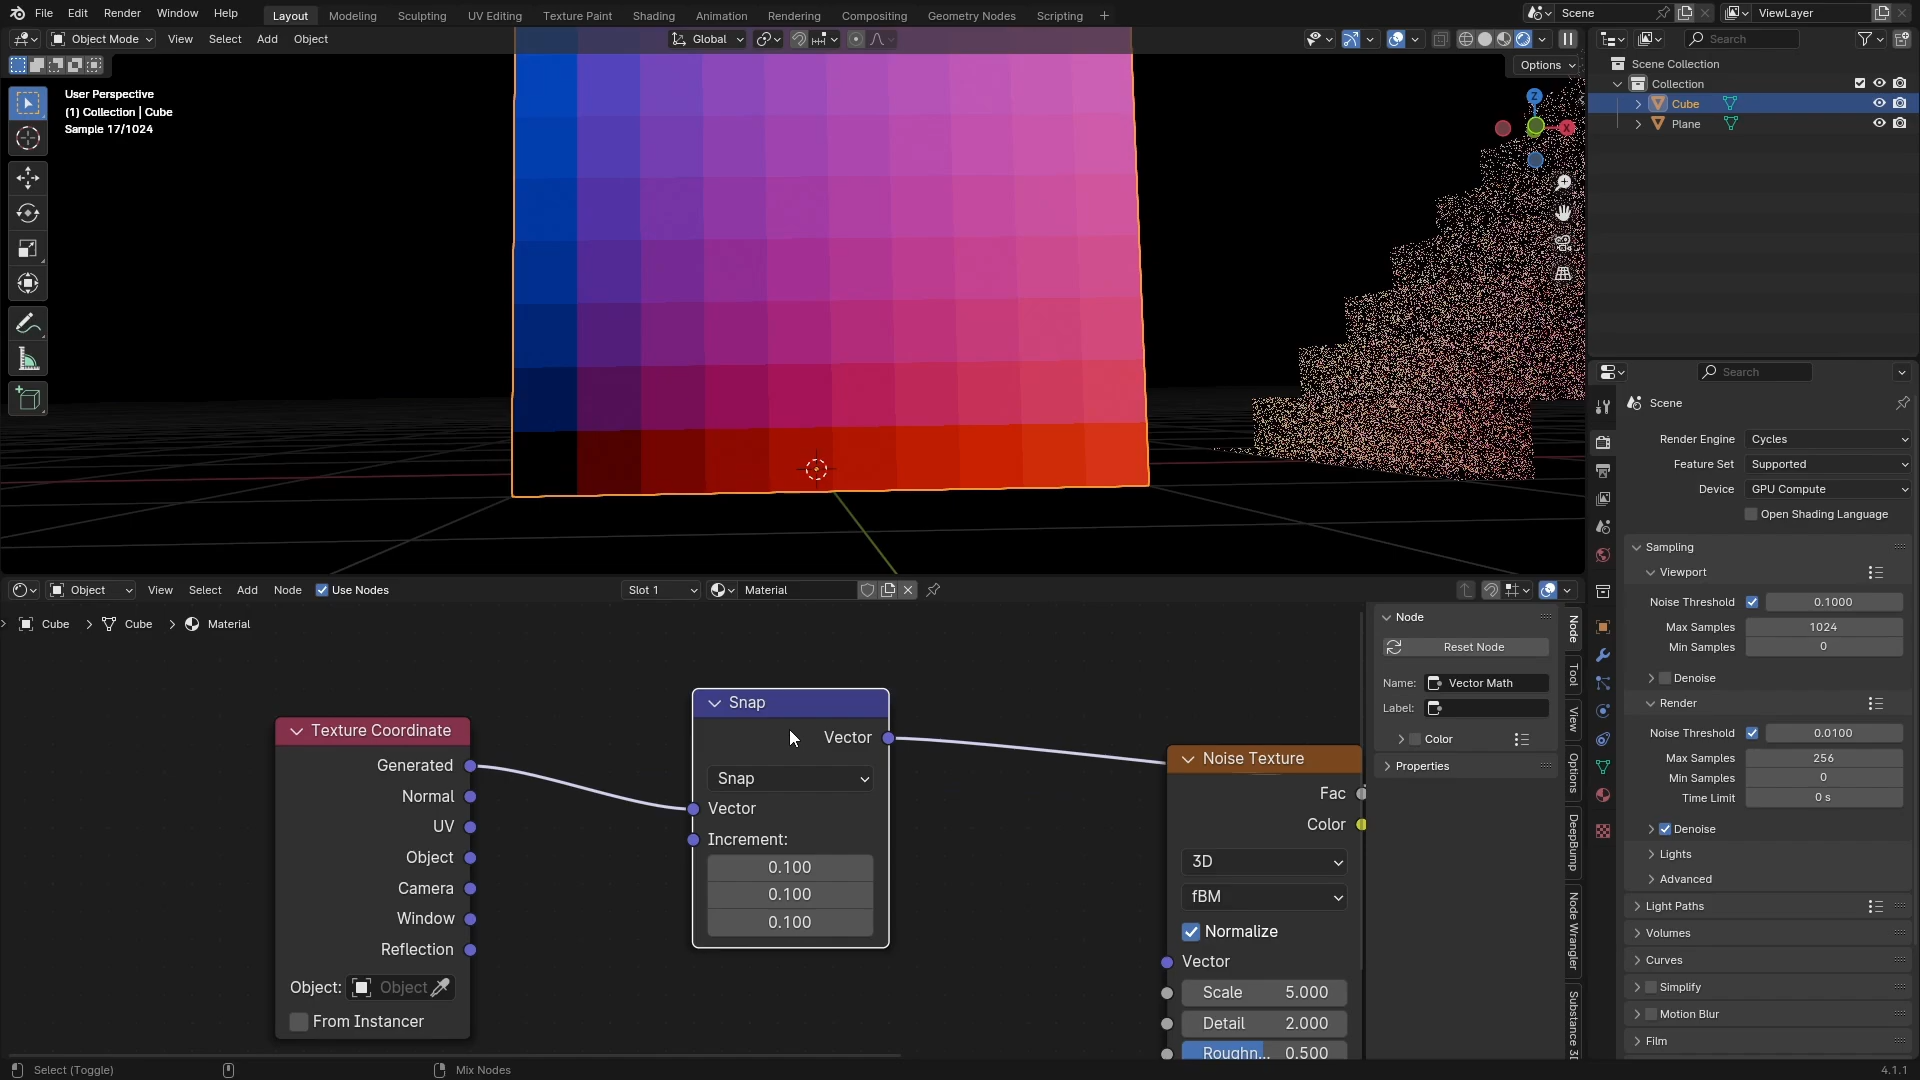 File Edit Render Window Help Layout Modeling Sculpting UV Editing Texture Paint Shading Animation Rendering Compositing Geometry Nodes Scripting + Scene ViewLayer
Object Mode View Select Add Object Global Search
Options
User Perspective
(1) Collection | Cube
Sample 17/1024
Z
X
Scene Collection
Collection
Cube
Plane
Search
Scene
Render Engine Cycles
Feature Set Supported
Device GPU Compute
Open Shading Language
Sampling
Viewport
Noise Threshold 0.1000
Max Samples 1024
Min Samples 0
Denoise
Render
Noise Threshold 0.0100
Max Samples 256
Min Samples 0
Time Limit 0 s
Denoise
Lights
Advanced
Light Paths
Volumes
Curves
Simplify
Motion Blur
Film
Object View Select Add Node Use Nodes Slot 1 Material
Cube Cube Material
Texture Coordinate
Generated
Normal
UV
Object
Camera
Window
Reflection
Object: Object
From Instancer
Snap
Vector
Snap
Vector
Increment:
0.100
0.100
0.100
Noise Texture
Fac
Color
3D
fBM
Normalize
Vector
Scale 5.000
Detail 2.000
Roughn... 0.500
Node
Reset Node
Name: Vector Math
Label:
Color
Properties
Node
Tool
View
Options
DeepBump
Node Wrangler
Substance 3D
Select (Toggle) Mix Nodes 4.1.1